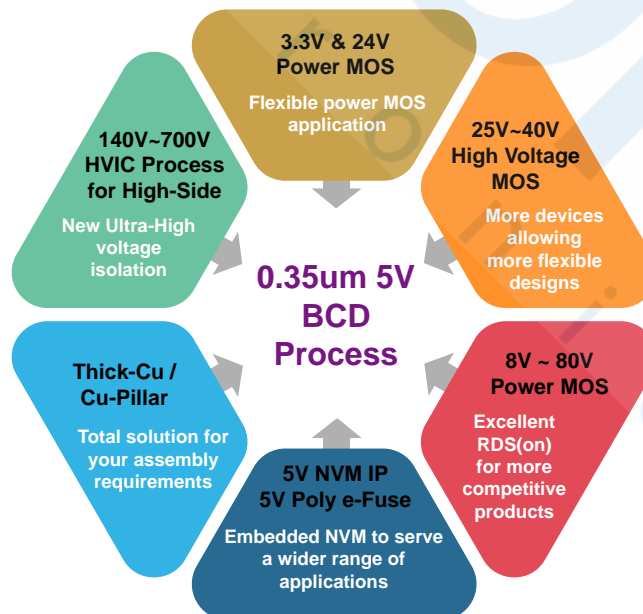 3.3V & 24V
Power MOS
Flexible power MOS
application
25V~40V
High Voltage
MOS
More devices
allowing
more flexible
designs
8V ~ 80V
Power MOS
Excellent
RDS(on)
for more
competitive
products
5V NVM IP
5V Poly e-Fuse
Embedded NVM to serve
a wider range of
applications
Thick-Cu /
Cu-Pillar
Total solution for
your assembly
requirements
140V~700V
HVIC Process
for High-Side
New Ultra-High
voltage
isolation
0.35um 5V
BCD
Process